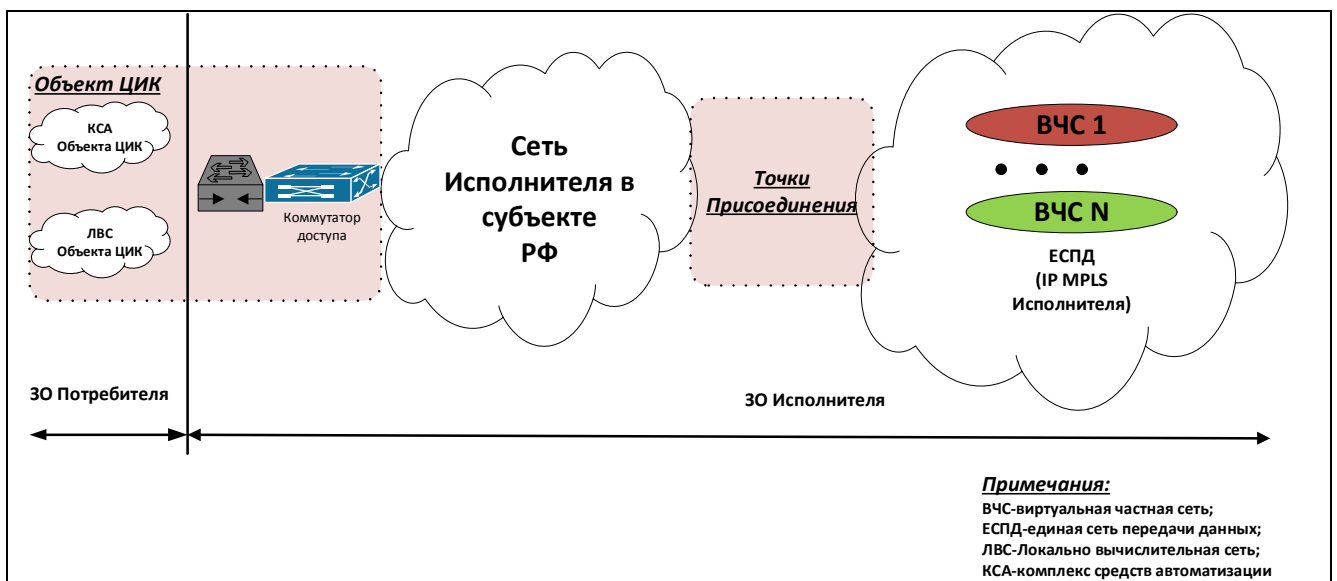 Объект ЦИК
КСА
Объекта ЦИК
ЛВС
Объекта ЦИК
Коммутатор
доступа
Сеть
Исполнителя в
субъекте
РФ
Точки
Присоединения
ВЧС 1
ВЧС N
ЕСПД
(IP MPLS
Исполнителя)
ЗО Потребителя
ЗО Исполнителя
Примечания:
ВЧС-виртуальная частная сеть;
ЕСПД-единая сеть передачи данных;
ЛВС-Локально вычислительная сеть;
КСА-комплекс средств автоматизации